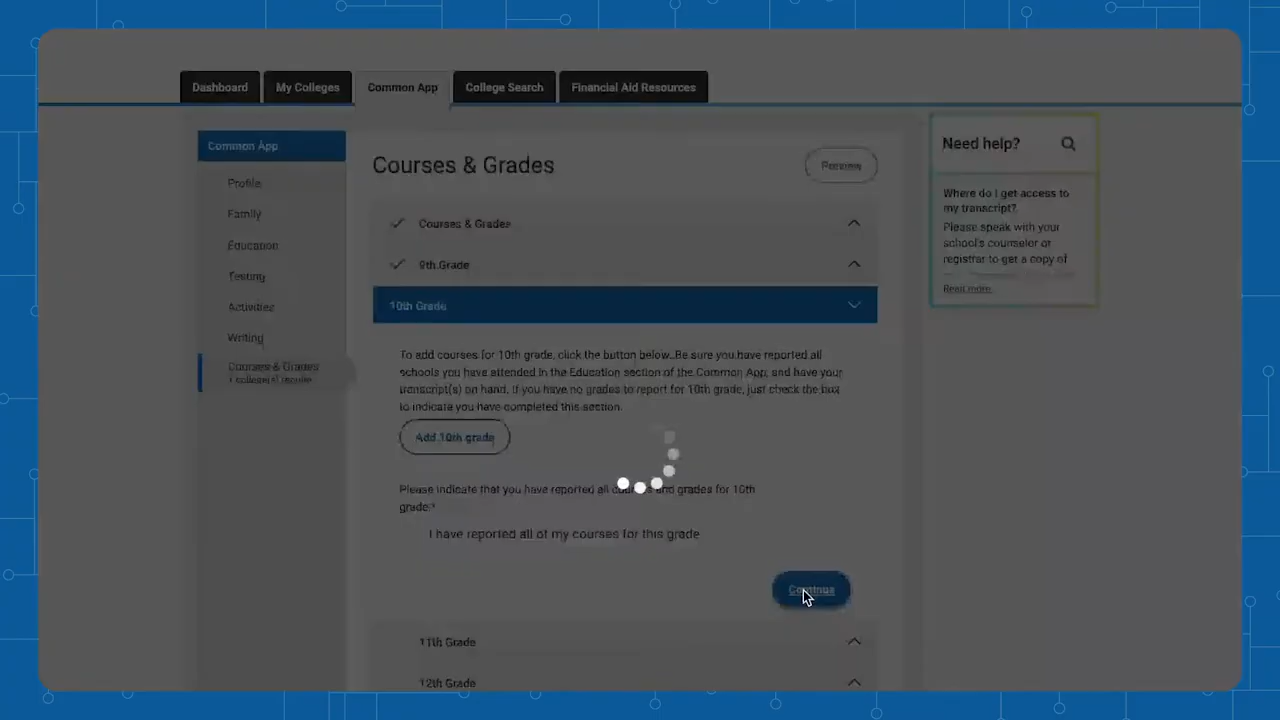 Dashboard
My Colleges
Common App
College Search
Financial Aid Resources
Common App
Profile
Family
Education
Testing
Activities
Writing
Courses & Grades
1 college(s) require
Courses & Grades
Preview
Courses & Grades
9th Grade
10th Grade
To add courses for 10th grade, click the button below. Be sure you have reported all
schools you have attended in the Education section of the Common App, and have your
transcript(s) on hand. If you have no grades to report for 10th grade, just check the box
to indicate you have completed this section.
Add 10th grade
Please indicate that you have reported all courses and grades for 10th
grade.*
I have reported all of my courses for this grade
Continue
11th Grade
12th Grade
Need help?
Where do I get access to
my transcript?
Please speak with your
school's counselor or
registrar to get a copy of
Read more.